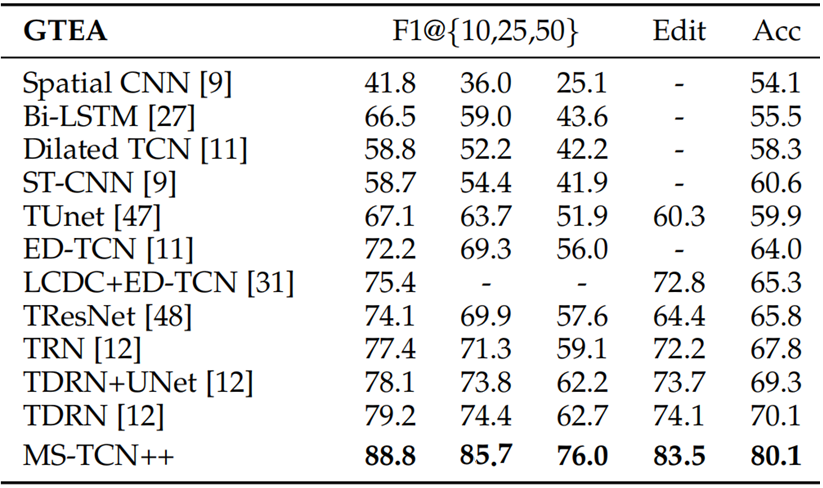 GTEA F1@{10,25,50} Edit Acc
Spatial CNN [9] 41.8 36.0 25.1 - 54.1
Bi-LSTM [27] 66.5 59.0 43.6 - 55.5
Dilated TCN [11] 58.8 52.2 42.2 - 58.3
ST-CNN [9] 58.7 54.4 41.9 - 60.6
TUnet [47] 67.1 63.7 51.9 60.3 59.9
ED-TCN [11] 72.2 69.3 56.0 - 64.0
LCDC+ED-TCN [31] 75.4 - - 72.8 65.3
TResNet [48] 74.1 69.9 57.6 64.4 65.8
TRN [12] 77.4 71.3 59.1 72.2 67.8
TDRN+UNet [12] 78.1 73.8 62.2 73.7 69.3
TDRN [12] 79.2 74.4 62.7 74.1 70.1
MS-TCN++ 88.8 85.7 76.0 83.5 80.1